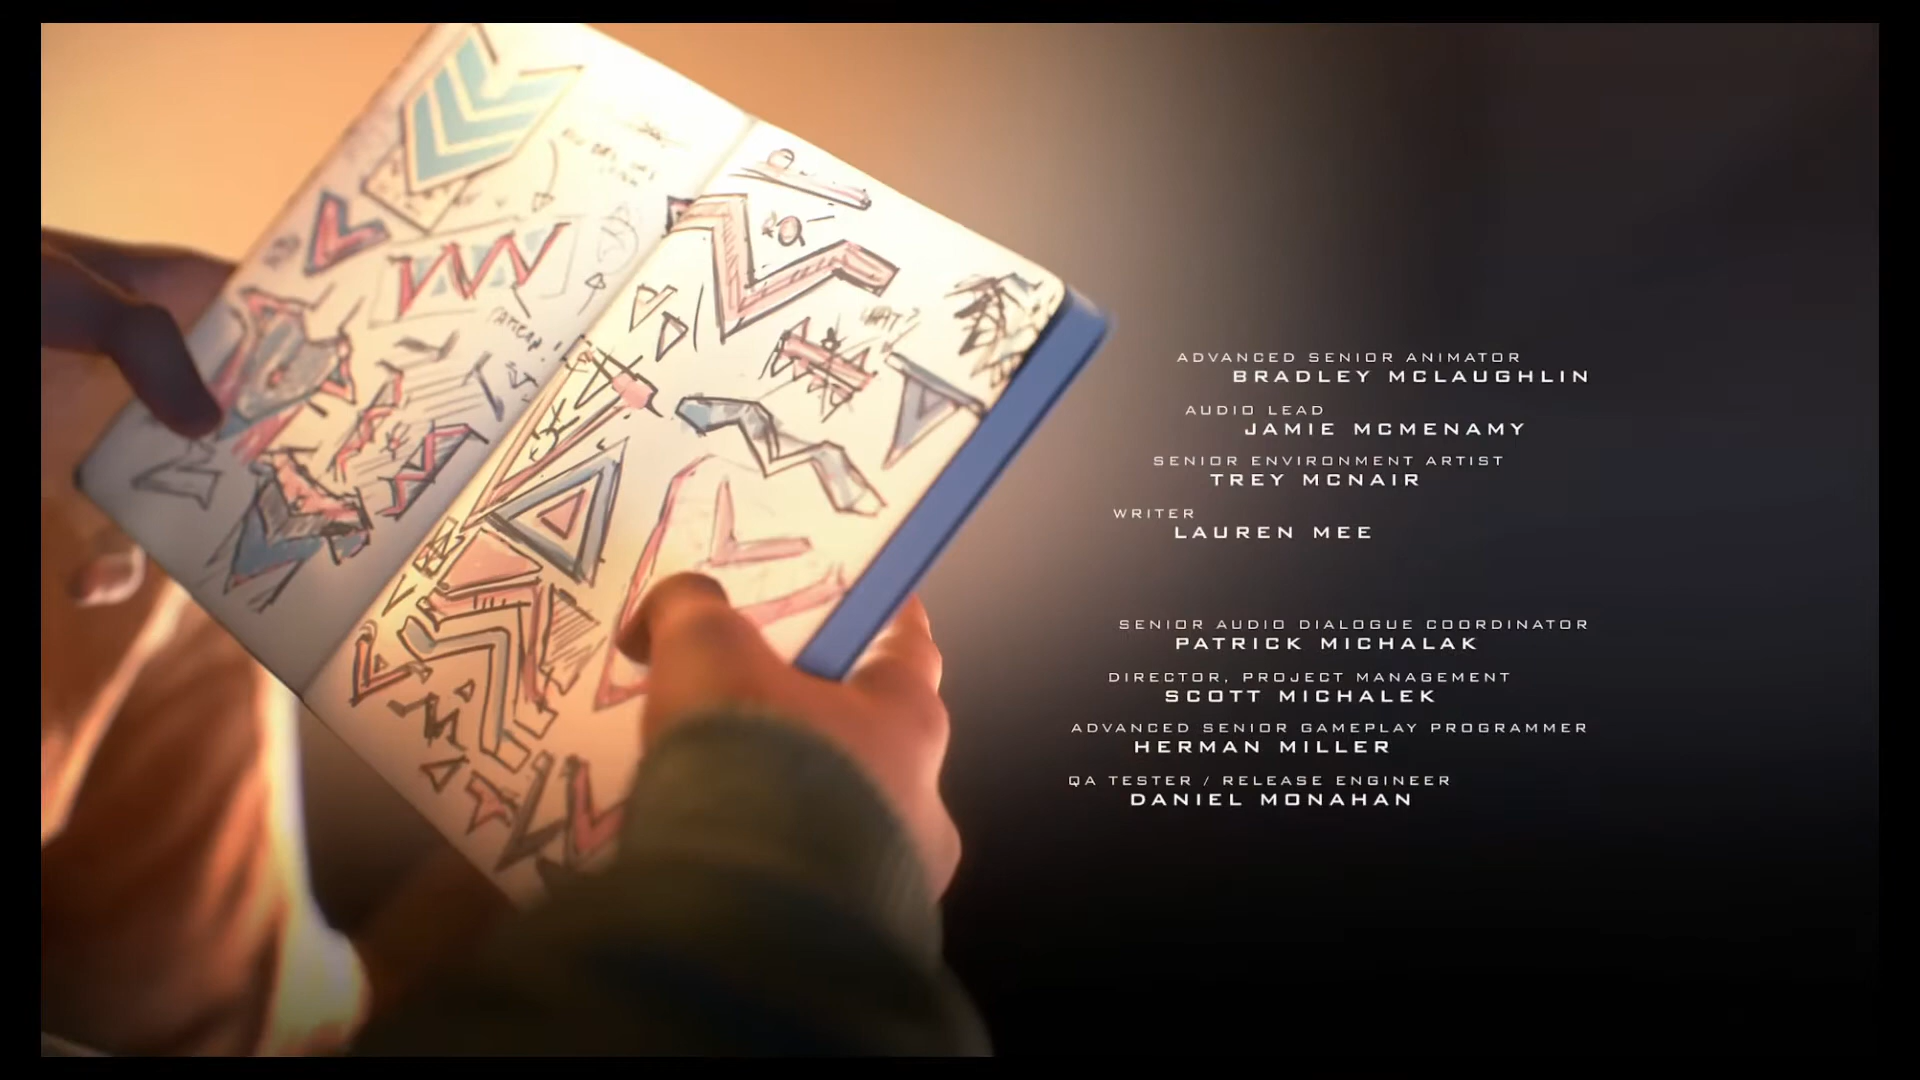 WHAT?
ADVANCED SENIOR ANIMATOR
BRADLEY MCLAUGHLIN
AUDIO LEAD
JAMIE MCMENAMY
SENIOR ENVIRONMENT ARTIST
TREY MCNAIR
WRITER
LAUREN MEE
SENIOR AUDIO DIALOGUE COORDINATOR
PATRICK MICHALAK
DIRECTOR, PROJECT MANAGEMENT
SCOTT MICHALEK
ADVANCED SENIOR GAMEPLAY PROGRAMMER
HERMAN MILLER
QA TESTER / RELEASE ENGINEER
DANIEL MONAHAN